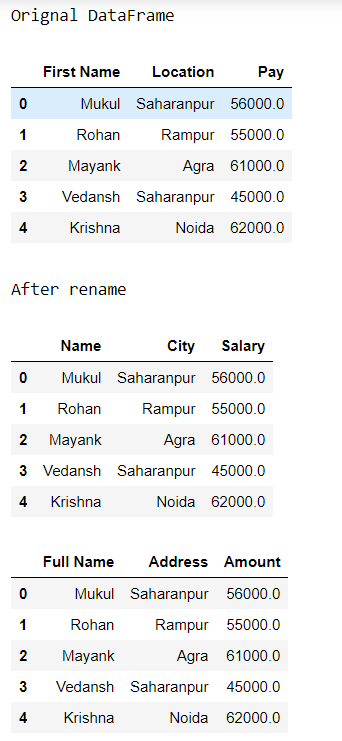 Orignal DataFrame
First Name Location Pay
0 Mukul Saharanpur 56000.0
1 Rohan Rampur 55000.0
2 Mayank Agra 61000.0
3 Vedansh Saharanpur 45000.0
4 Krishna Noida 62000.0
After rename
Name City Salary
0 Mukul Saharanpur 56000.0
1 Rohan Rampur 55000.0
2 Mayank Agra 61000.0
3 Vedansh Saharanpur 45000.0
4 Krishna Noida 62000.0
Full Name Address Amount
0 Mukul Saharanpur 56000.0
1 Rohan Rampur 55000.0
2 Mayank Agra 61000.0
3 Vedansh Saharanpur 45000.0
4 Krishna Noida 62000.0